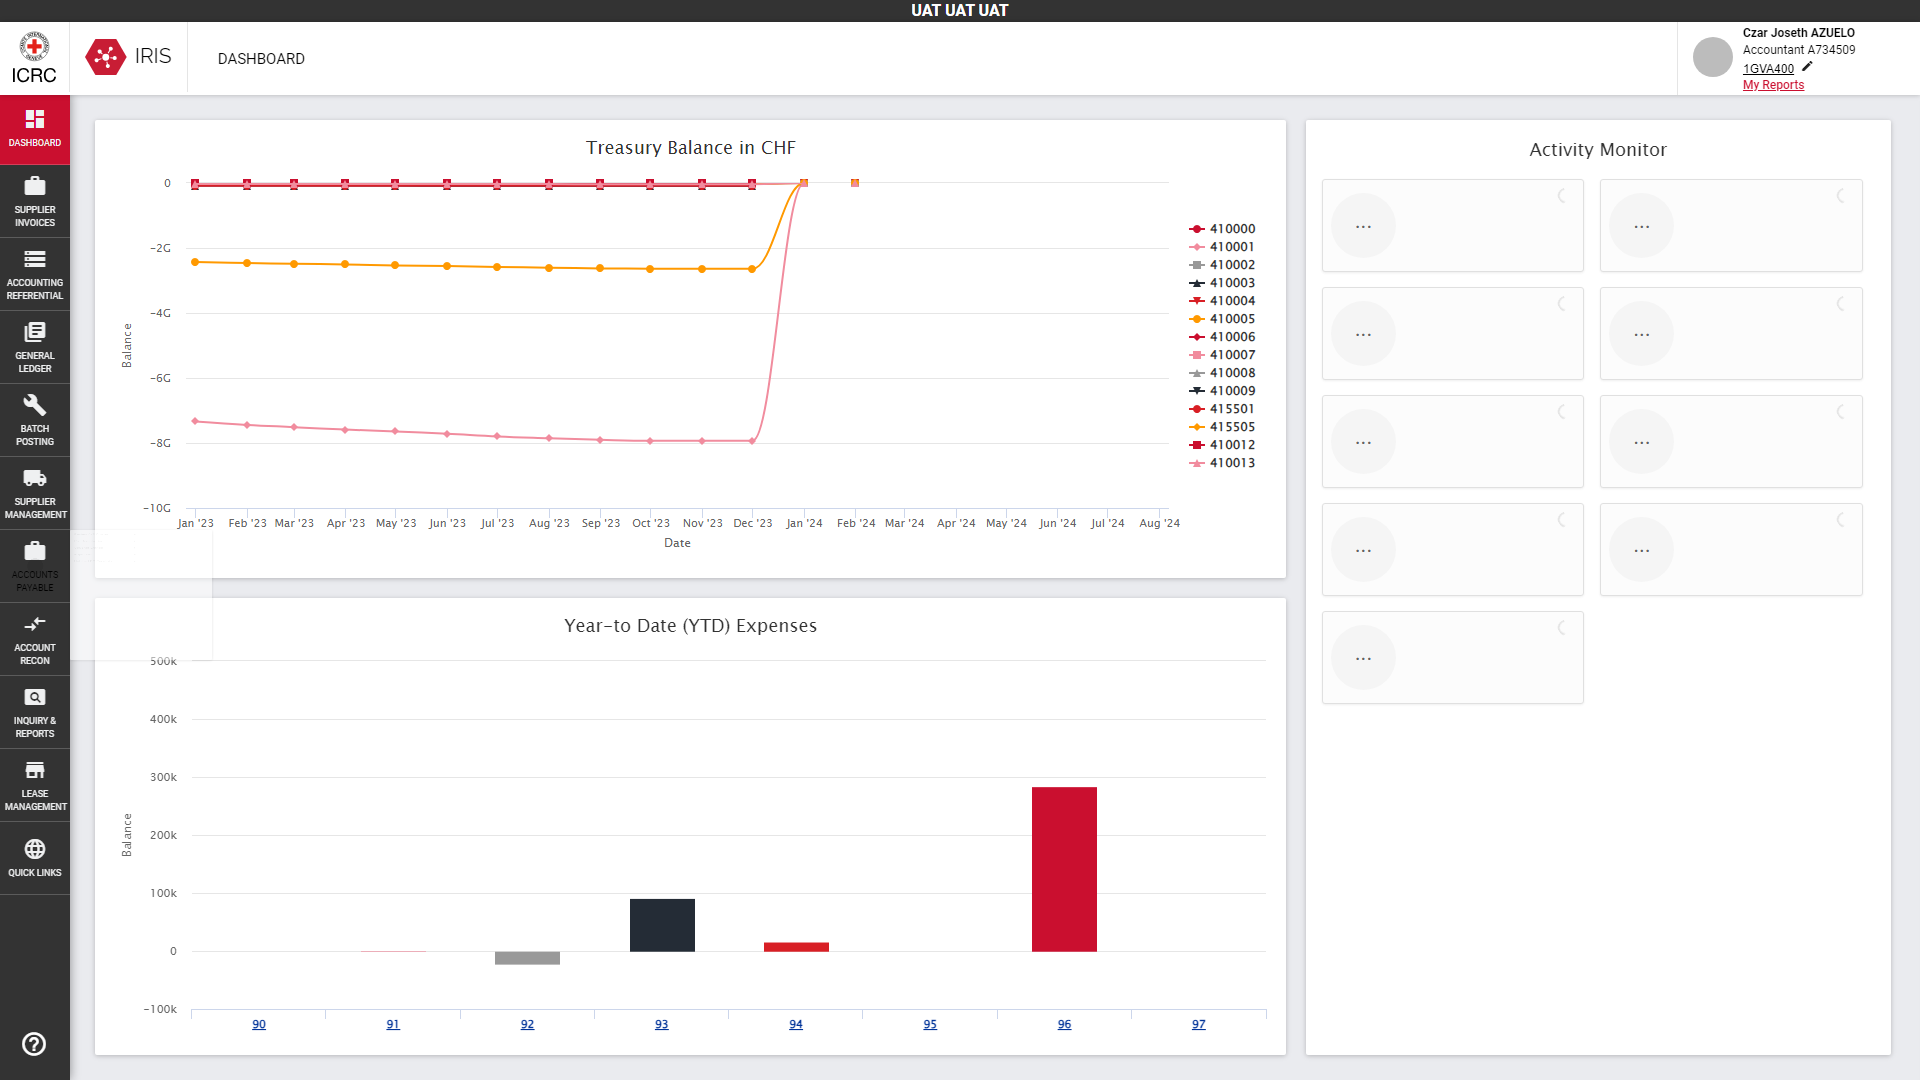 UAT UAT UAT
ICRC
IRIS
DASHBOARD
Czar Joseth AZUELO
Accountant A734509
1GVA400
My Reports
DASHBOARD
SUPPLIER
INVOICES
ACCOUNTING
REFERENTIAL
GENERAL
LEDGER
BATCH
POSTING
SUPPLIER
MANAGEMENT
ACCOUNTS
PAYABLE
ACCOUNT
RECON
INQUIRY &
REPORTS
LEASE
MANAGEMENT
QUICK LINKS
Treasury Balance in CHF
0
-2G
-4G
-6G
-8G
-10G
Balance
Jan '23 Feb '23 Mar '23 Apr '23 May '23 Jun '23 Jul '23 Aug '23 Sep '23 Oct '23 Nov '23 Dec '23 Jan '24 Feb '24 Mar '24 Apr '24 May '24 Jun '24 Jul '24 Aug '24
Date
410000
410001
410002
410003
410004
410005
410006
410007
410008
410009
415501
415505
410012
410013
Year-to Date (YTD) Expenses
500k
400k
300k
200k
100k
0
-100k
Balance
90 91 92 93 94 95 96 97
Activity Monitor
... ...
... ...
... ...
... ...
...